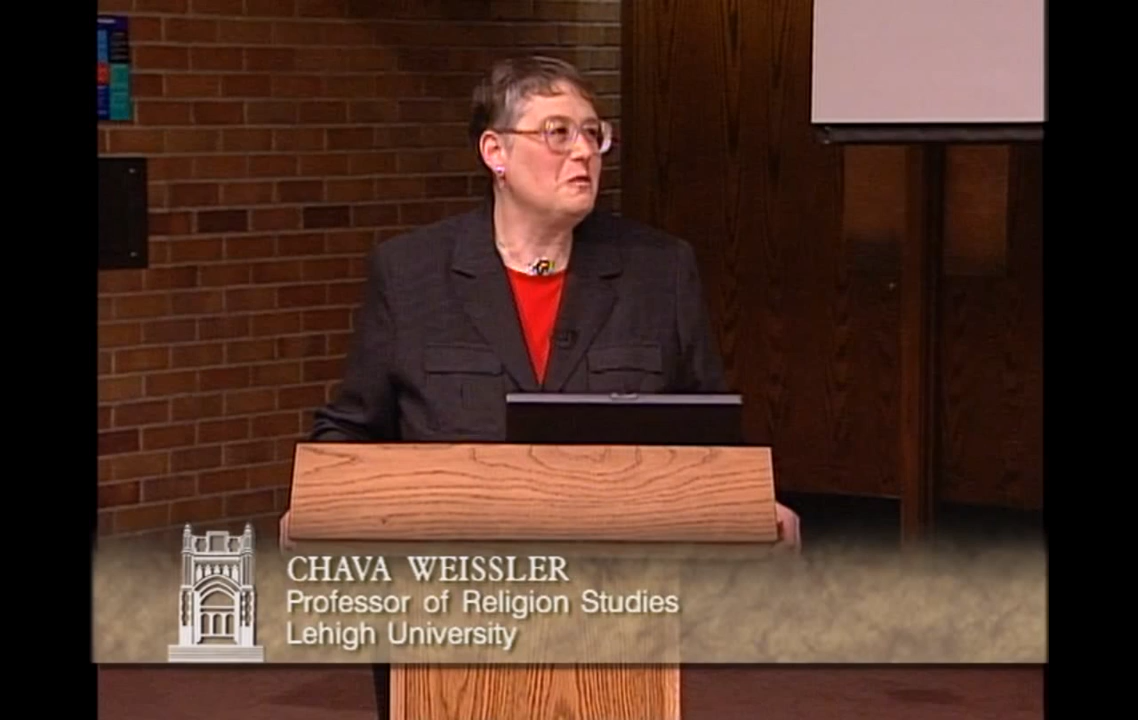 CHAVA WEISSLER
Professor of Religion Studies
Lehigh University